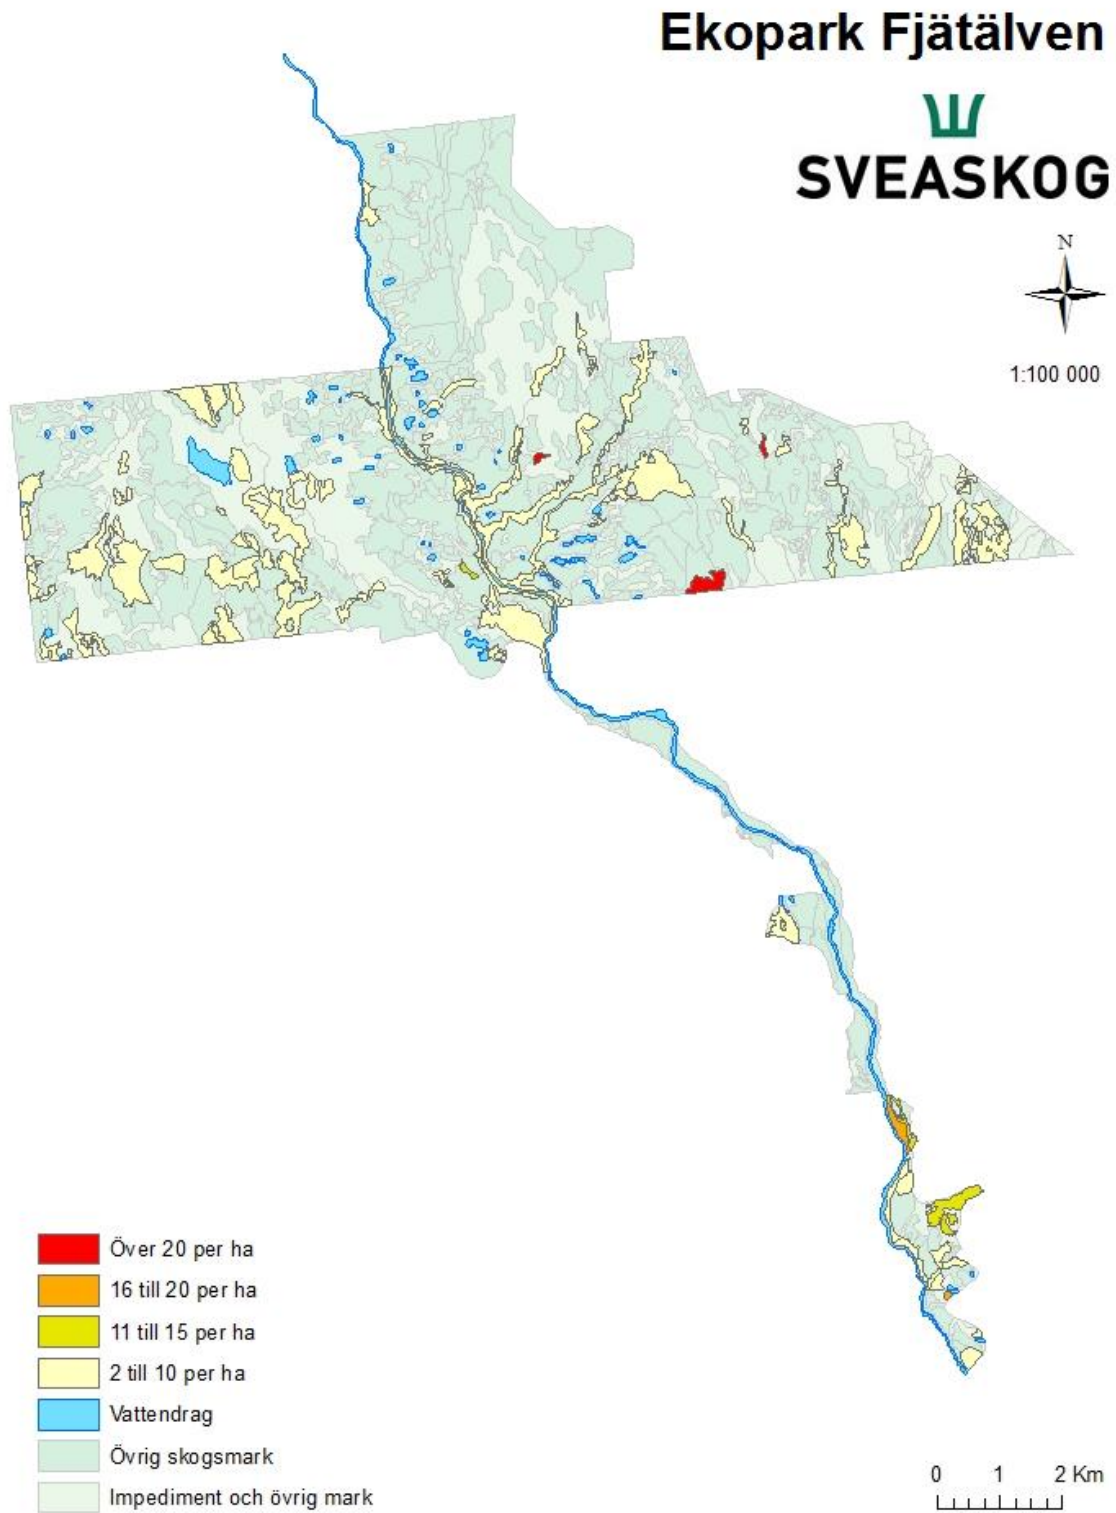 Ekopark Fjätälven
SVEASKOG
N
1:100 000
Över 20 per ha
16 till 20 per ha
11 till 15 per ha
2 till 10 per ha
Vattendrag
Övrig skogsmark
Impediment och övrig mark
0 1 2 Km